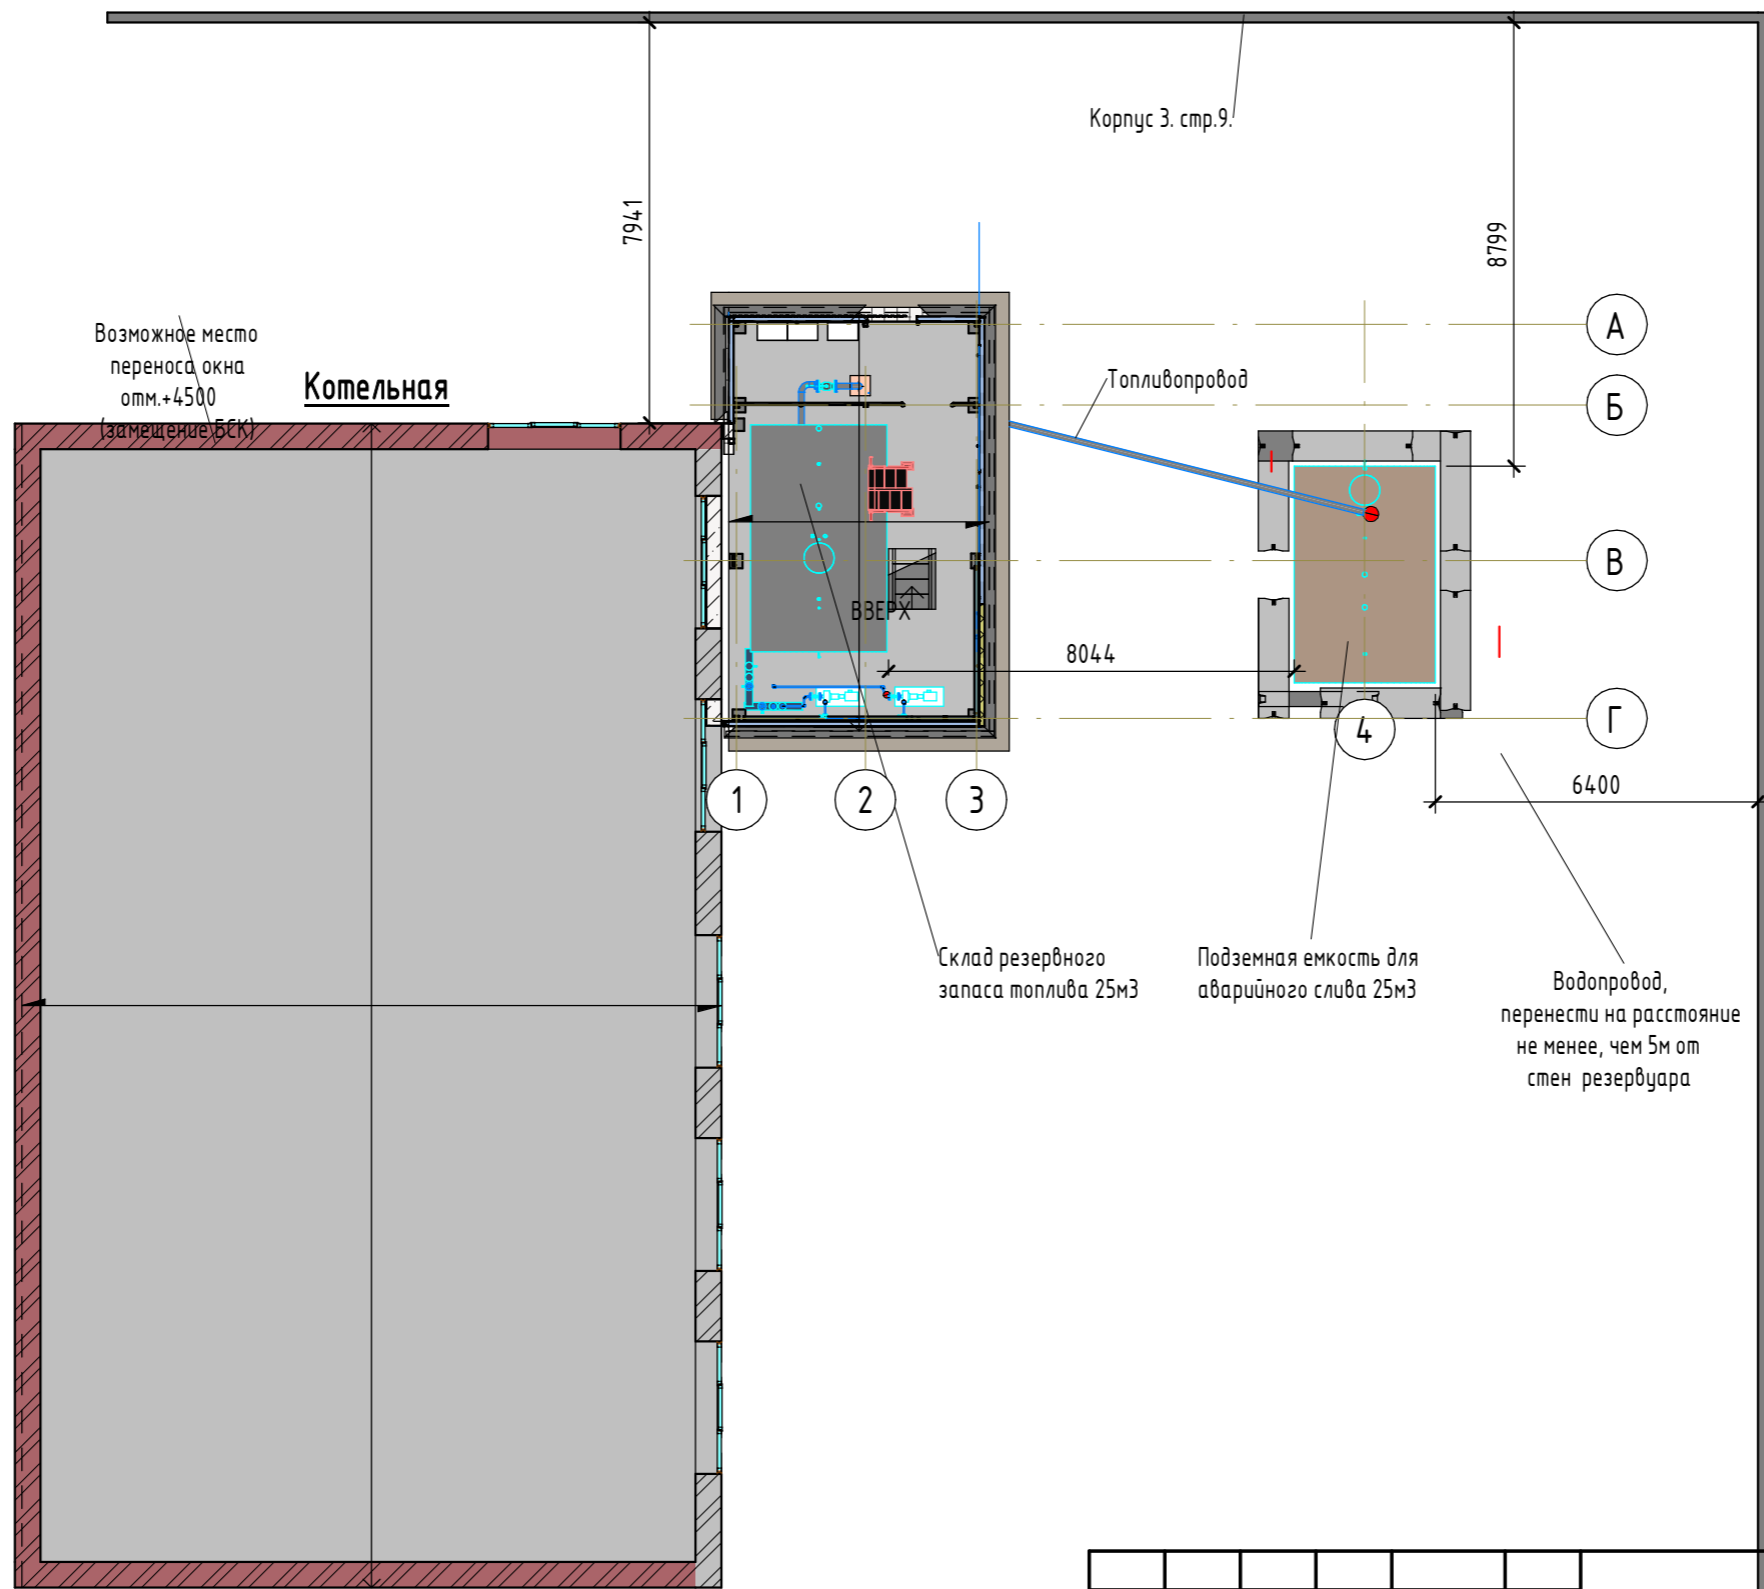 Корпус 3. стр.9.
7941
8799
А
Возможное место
переноса окна
отм.+4500
(замещение БСК)
Котельная
Топливопровод
Б
В
ВВЕРХ
8044
Г
4
1
2
3
6400
Склад резервного
запаса топлива 25м3
Подземная емкость для
аварийного слива 25м3
Водопровод,
перенести на расстояние
не менее, чем 5м от
стен резервуара